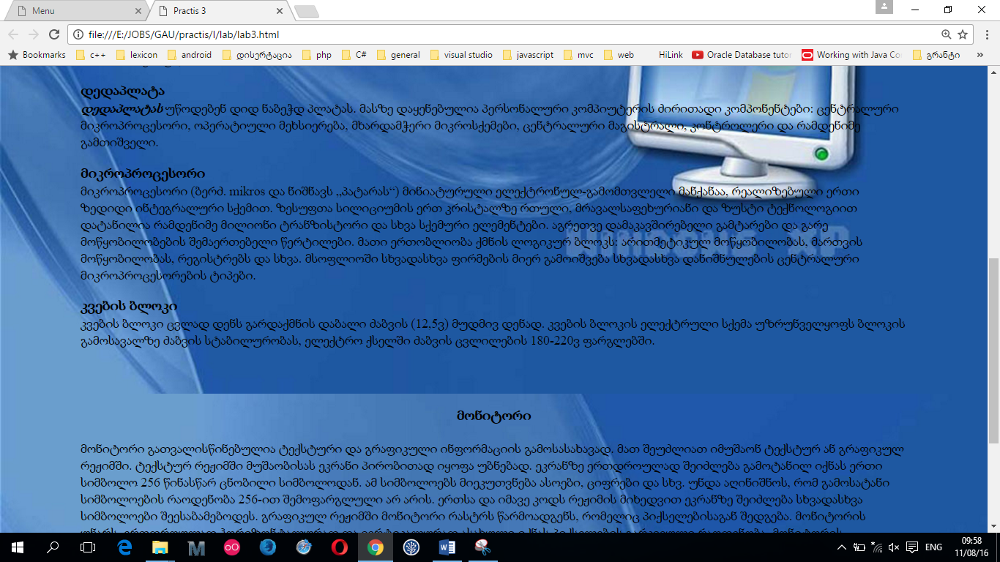 Menu
Practis 3
file:///E:/JOBS/GAU/practis/I/lab/lab3.html
Bookmarks c++ lexicon android დისერტაცია php C# general visual studio javascript mvc web HiLink Oracle Database tutor Working with Java Co გრანტი »
დედაპლატა
დედაპლატას უწოდებენ დიდ ნაბეჭდ პლატას. მასზე დაყენებულია პერსონალური კომპიუტერის ძირითადი კომპონენტები: ცენტრალური
მიკროპროცესორი, ოპერატიული მეხსიერება, მხარდამჭერი მიკროსქემები, ცენტრალური მაგისტრალი, კონტროლერი და რამდენიმე
გამთიშველი.
მიკროპროცესორი
მიკროპროცესორი (ბერძ. mikros და ნიშნავს „პატარას“) მინიატურული ელექტრონულ-გამომთვლელი მანქანაა. რეალიზებული ერთი
ზედიდი ინტეგრალური სქემით. ზესუფთა სილიციუმის ერთ კრისტალზე რთული, მრავალსაფეხურიანი და ზუსტი ტექნოლოგიით
დატანილია რამდენიმე მილიონი ტრანზისტორი და სხვა სქემური ელემენტები. აგრეთვე დამაკავშირებელი გამტარები და გარე
მოწყობილობების შემაერთებელი წერტილები. მათი ერთობლიობა ქმნის ლოგიკურ ბლოკს: არითმეტიკულ მოწყობილობას, მართვის
მოწყობილობას, რეგისტრებს და სხვა. მსოფლიოში სხვადასხვა ფირმების მიერ გამოიშვება სხვადასხვა დანიშნულების ცენტრალური
მიკროპროცესორების ტიპები.
Windows XP
კვების ბლოკი
კვების ბლოკი ცვლად დენს გარდაქმნის დაბალი ძაბვის (12,5ვ) მუდმივ დენად. კვების ბლოკის ელექტრული სქემა უზრუნველყოფს ბლოკის
გამოსავალზე ძაბვის სტაბილურობას, ელექტრო ქსელში ძაბვის ცვლილების 180-220ვ ფარგლებში.
მონიტორი
მონიტორი გათვალისწინებულია ტექსტური და გრაფიკული ინფორმაციის გამოსასახავად, მათ შეუძლიათ იმუშაონ ტექსტურ ან გრაფიკულ
რეჟიმში. ტექსტურ რეჟიმში მუშაობისას ეკრანი პირობითად იყოფა უბნებად. ეკრანზე ერთდროულად შეიძლება გამოტანილ იქნას ერთი
სიმბოლო 256 წინასწარ ცნობილი სიმბოლოდან. ამ სიმბოლოებს მიეკუთვნება ასოები, ციფრები და სხვ. უნდა აღინიშნოს, რომ გამოსატანი
სიმბოლოების რაოდენობა 256-ით შემოფარგლული არ არის. ერთსა და იმავე კოდს რეჟიმის მიხედვით ეკრანზე შეიძლება სხვადასხვა
სიმბოლოები შეესაბამებოდეს. გრაფიკულ რეჟიმში მონიტორი რასტრს წარმოადგენს, რომელიც პიქსელებისაგან შედგება. მონიტორის
ENG
09:58
11/08/16